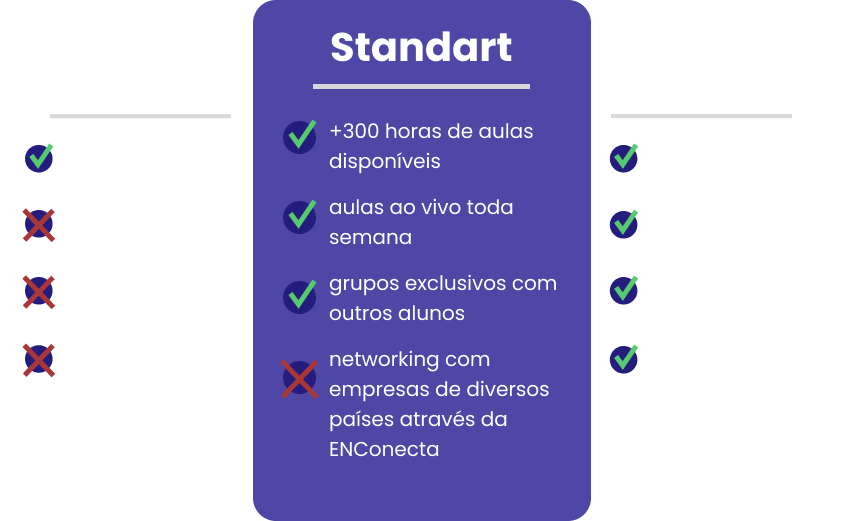 Standart
+300 horas de aulas
disponíveis
aulas ao vivo toda
semana
grupos exclusivos com
outros alunos
networking com
empresas de diversos
países através da
ENConecta